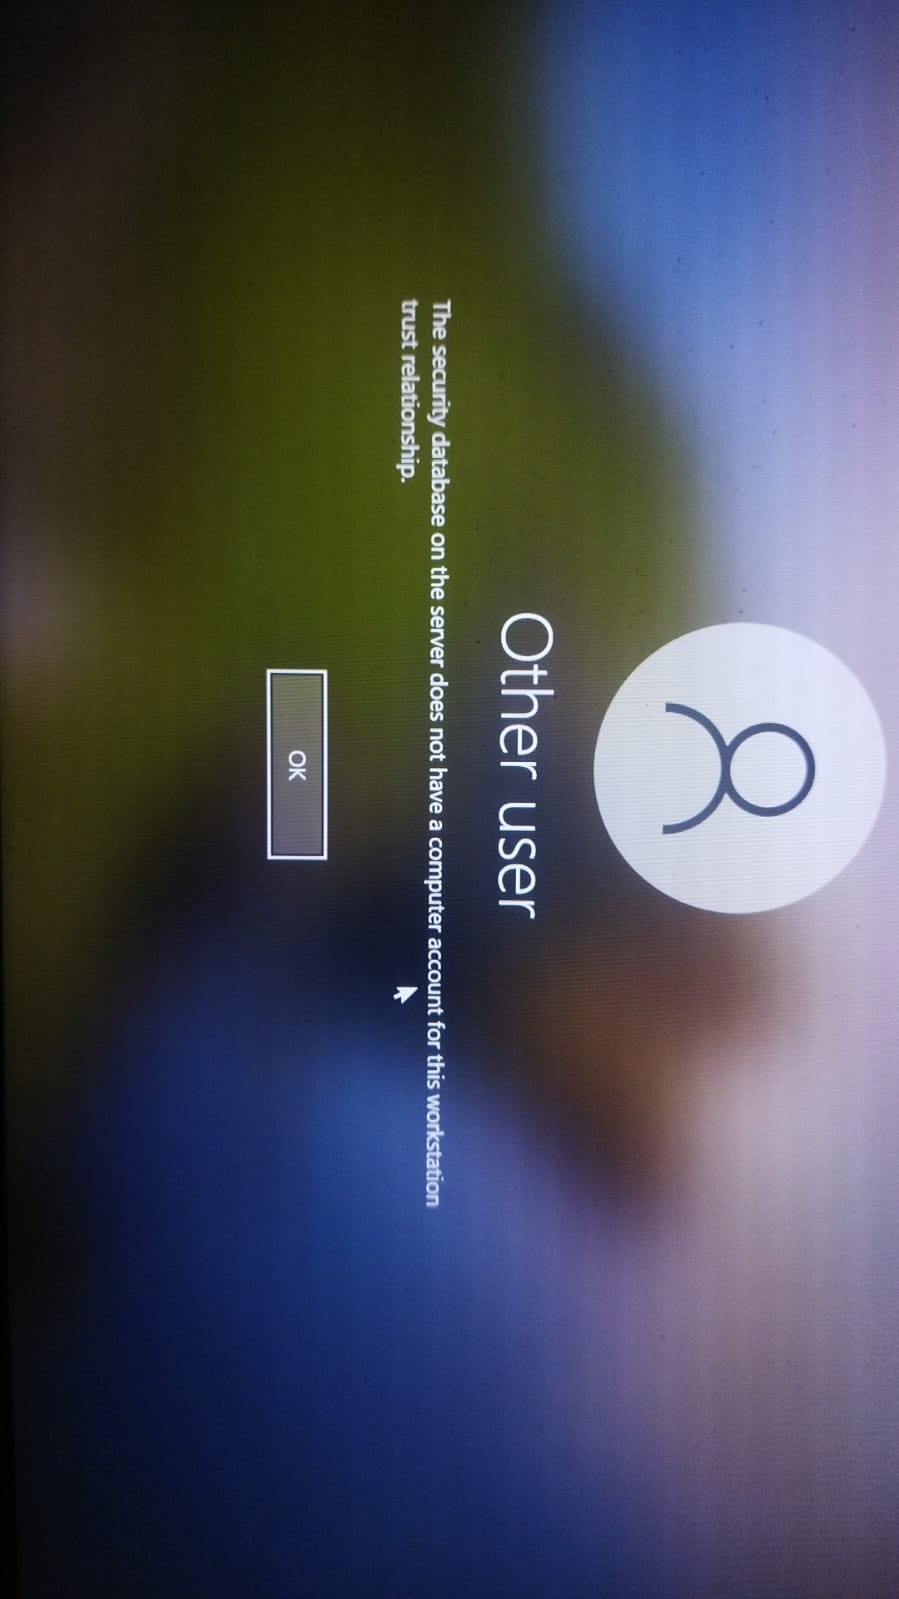 Other user
The security database on the server does not have a computer account for this workstation
trust relationship.
OK